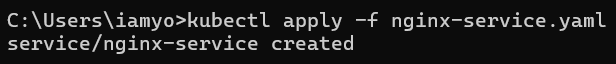 C:\Users\iamyo>kubectl apply -f nginx-service.yaml
service/nginx-service created